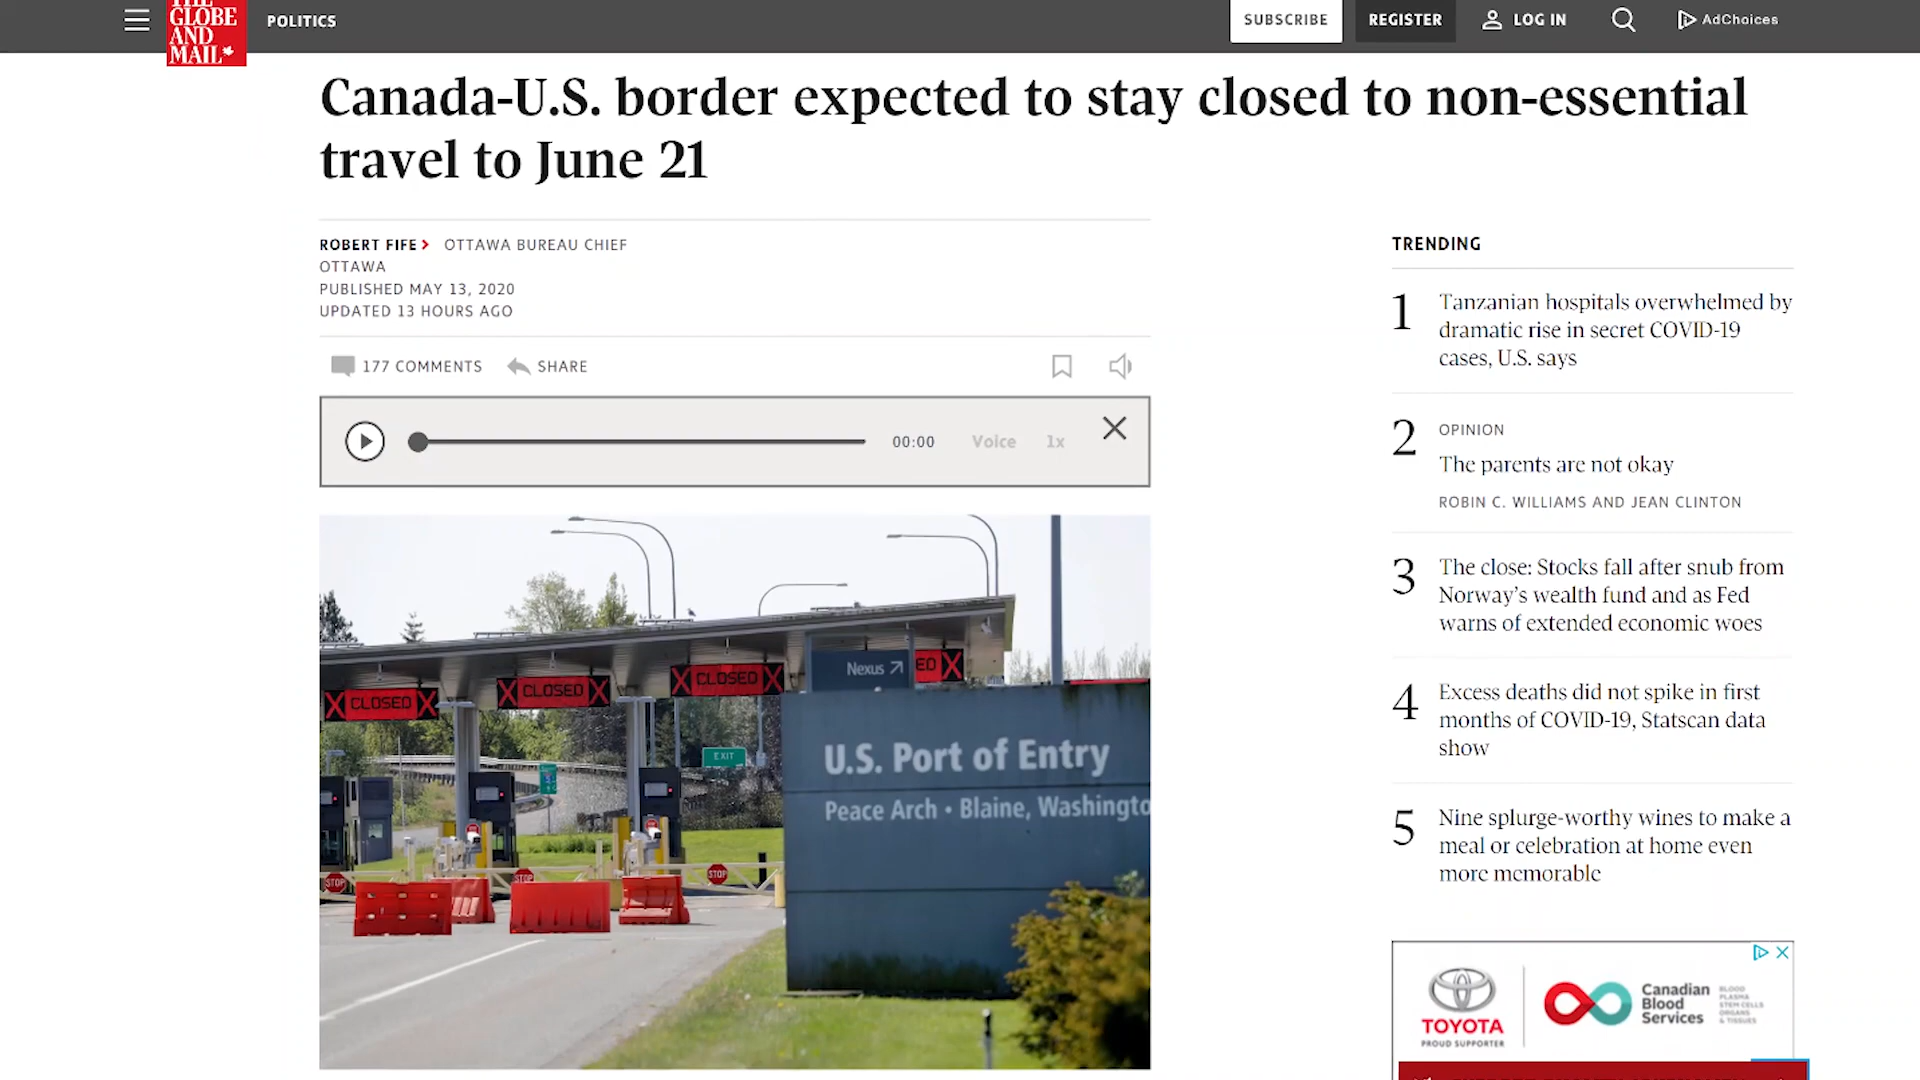 THE
GLOBE
AND
MAIL
POLITICS
SUBSCRIBE
REGISTER
LOG IN
AdChoices
Canada-U.S. border expected to stay closed to non-essential
travel to June 21
ROBERT FIFE > OTTAWA BUREAU CHIEF
OTTAWA
PUBLISHED MAY 13, 2020
UPDATED 13 HOURS AGO
177 COMMENTS
SHARE
00:00
Voice
1x
CLOSED
CLOSED
CLOSED
Nexus
ED
EXIT
U.S. Port of Entry
Peace Arch • Blaine, Washingto
STOP
STOP
STOP
TRENDING
1 Tanzanian hospitals overwhelmed by
dramatic rise in secret COVID-19
cases, U.S. says
2 OPINION
The parents are not okay
ROBIN C. WILLIAMS AND JEAN CLINTON
3 The close: Stocks fall after snub from
Norway’s wealth fund and as Fed
warns of extended economic woes
4 Excess deaths did not spike in first
months of COVID-19, Statscan data
show
5 Nine splurge-worthy wines to make a
meal or celebration at home even
more memorable
TOYOTA
PROUD SUPPORTER
Canadian
Blood
Services
BLOOD
PLASMA
STEM CELLS
ORGANS
& TISSUES